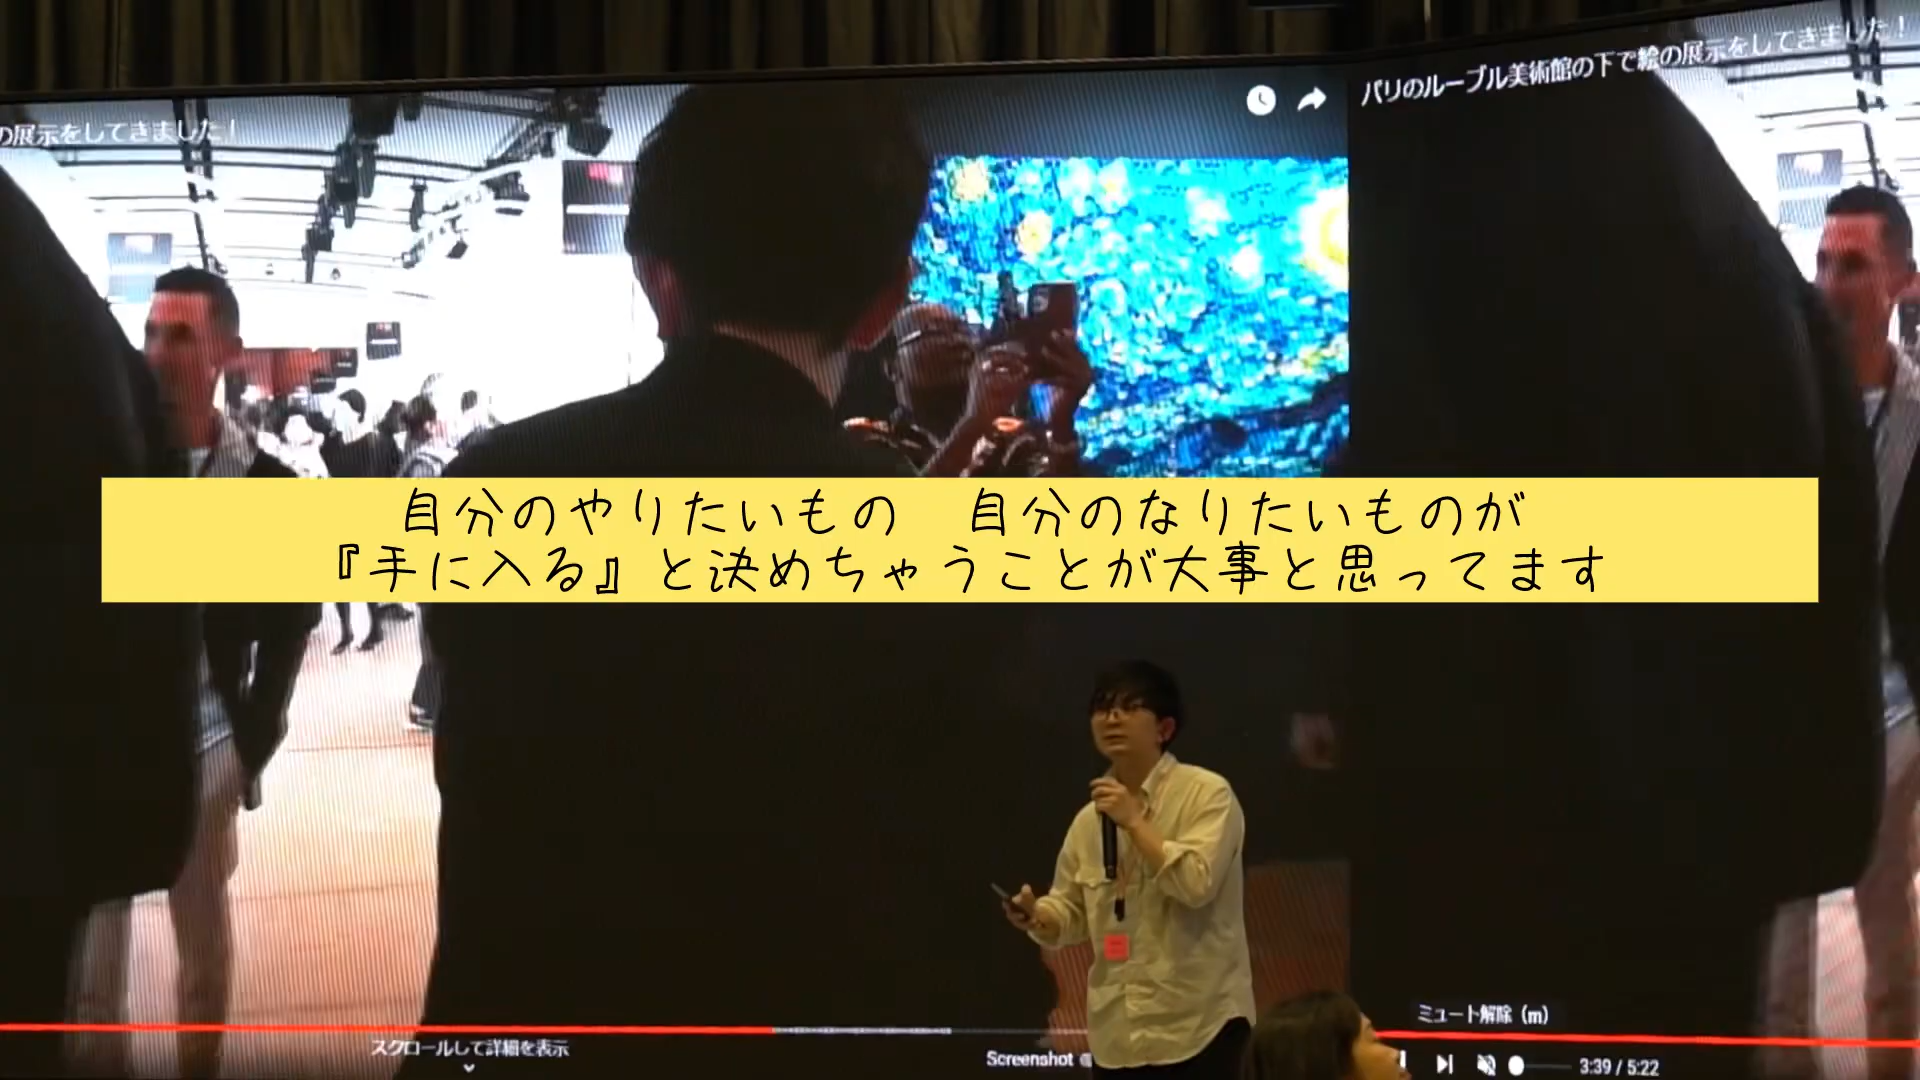 の展示をしてきました！
パリのルーブル美術館の下で絵の展示をしてきました！
自分のやりたいもの　自分のなりたいものが
『手に入る』と決めちゃうことが大事と思ってます
ミュート解除（m）
スクロールして詳細を表示
Screenshot
3:39 / 5:22